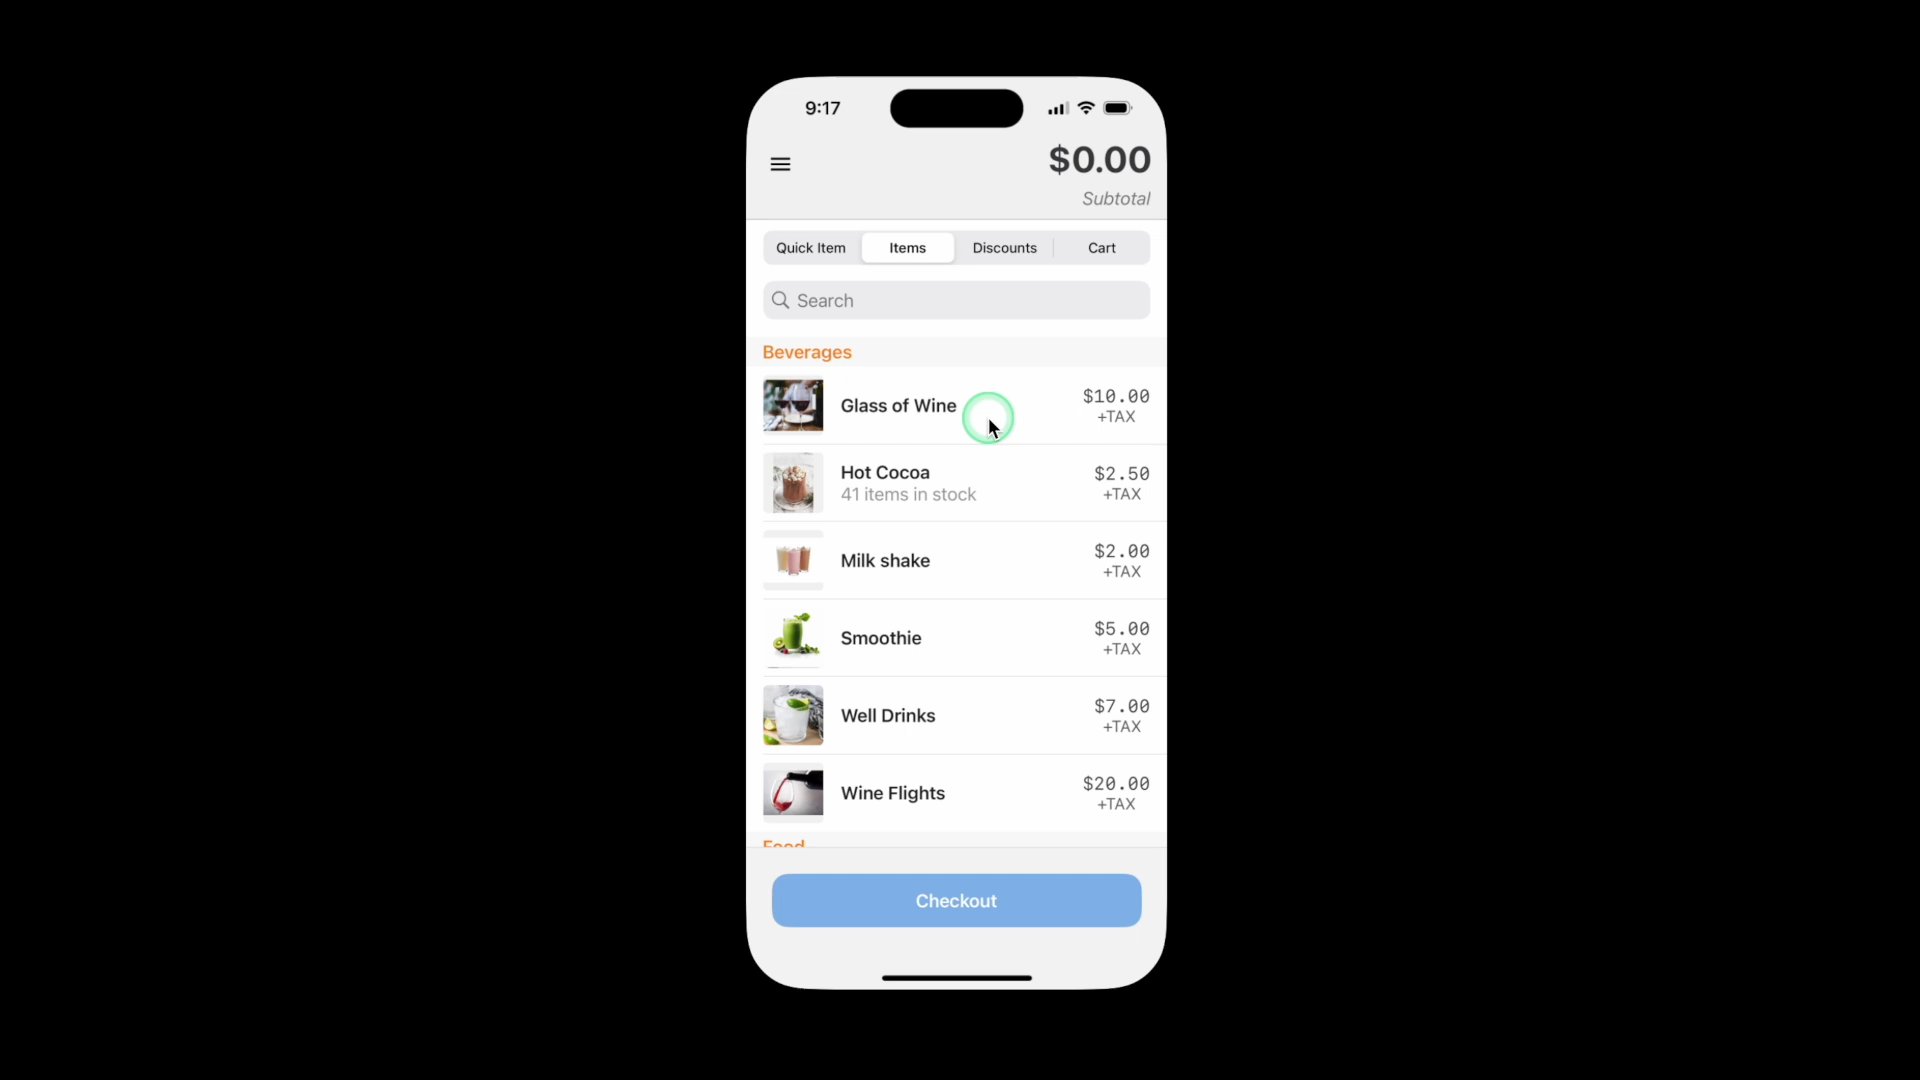 9:17
$0.00
Subtotal
Quick Item Items Discounts Cart
Search
Beverages
Glass of Wine $10.00
+TAX
Hot Cocoa $2.50
41 items in stock +TAX
Milk shake $2.00
+TAX
Smoothie $5.00
+TAX
Well Drinks $7.00
+TAX
Wine Flights $20.00
+TAX
Food
Checkout